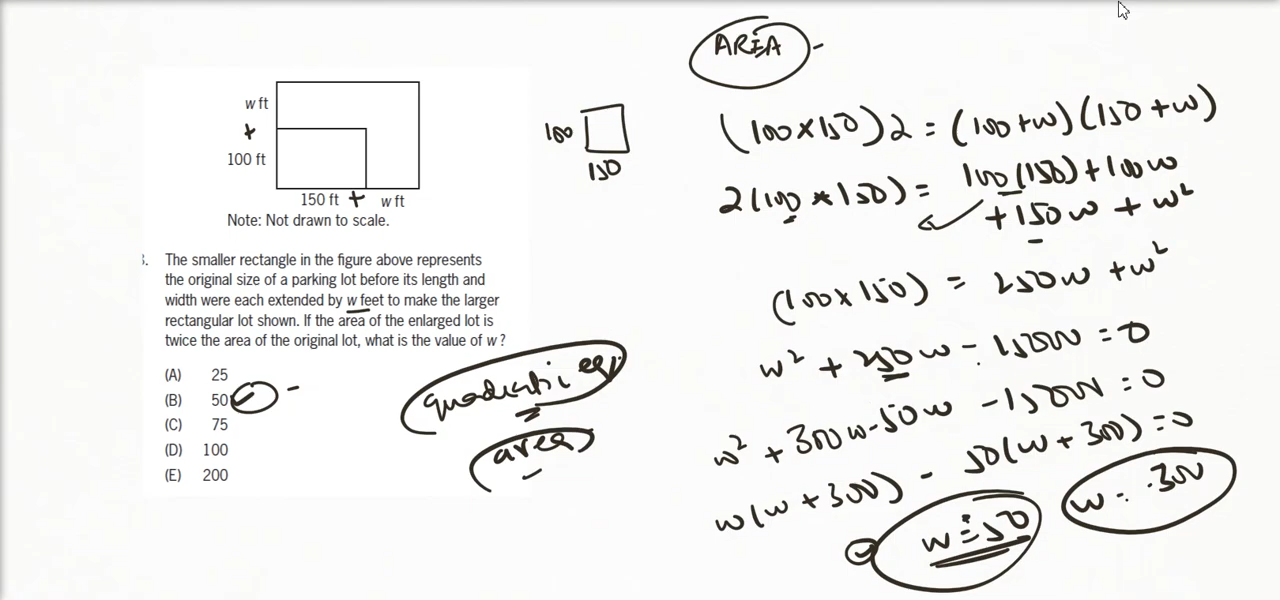 AREA
w ft
100 ft
150 ft + w ft
+
Note: Not drawn to scale.
100
150
3. The smaller rectangle in the figure above represents
the original size of a parking lot before its length and
width were each extended by w feet to make the larger
rectangular lot shown. If the area of the enlarged lot is
twice the area of the original lot, what is the value of w ?
(A) 25
(B) 50
(C) 75
(D) 100
(E) 200
quadratic eq
area
(100×150)2 = (100+w)(150+w)
2(100*150) = 100(150)+100w
+150w + w²
(100×150) = 250w + w²
w² + 250w - 15000 = 0
w² + 300w - 50w - 15000 = 0
w(w + 300) - 50(w + 300) = 0
w = 50
w = -300